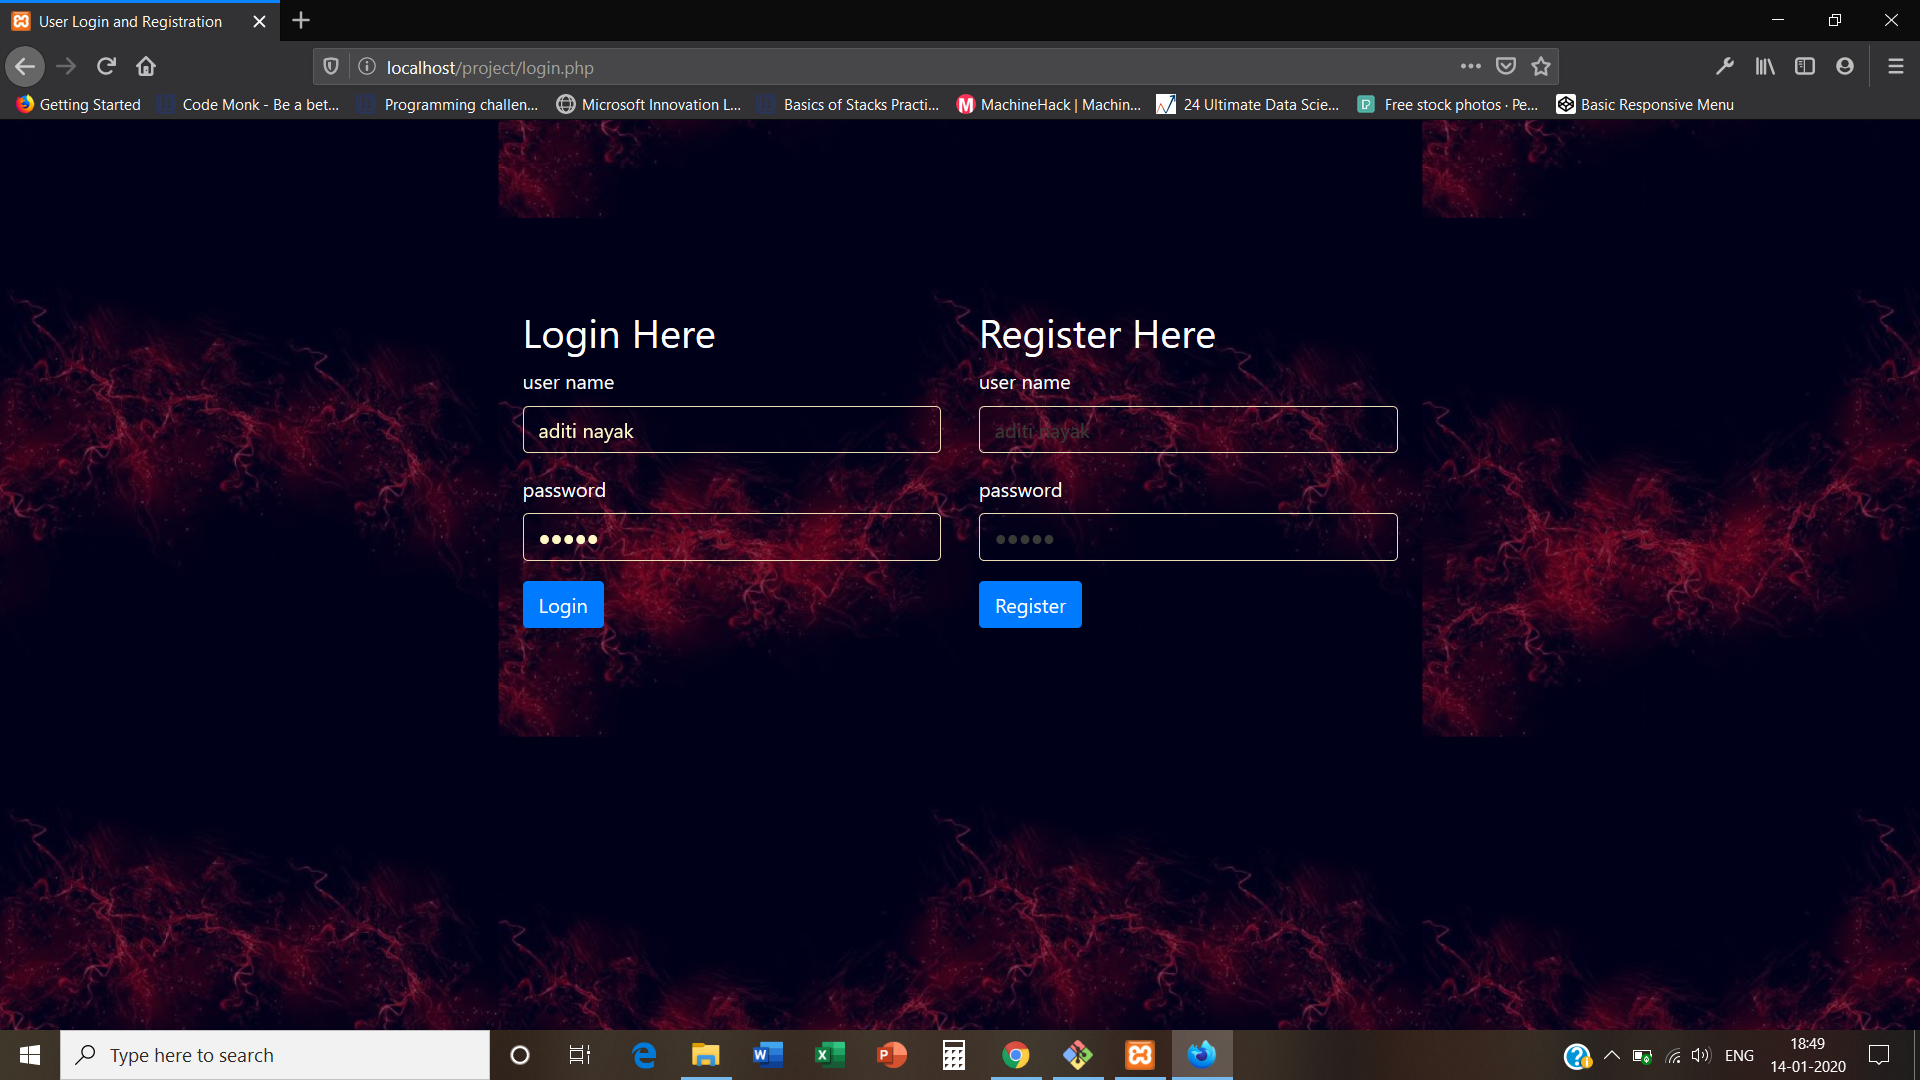 User Login and Registration
localhost/project/login.php
Getting Started
Code Monk - Be a bet...
Programming challen...
Microsoft Innovation L...
Basics of Stacks Practi...
MachineHack | Machin...
24 Ultimate Data Scie...
Free stock photos · Pe...
Basic Responsive Menu
Login Here
user name
aditi nayak
password
Login
Register Here
user name
aditi nayak
password
Register
Type here to search
ENG
18:49
14-01-2020